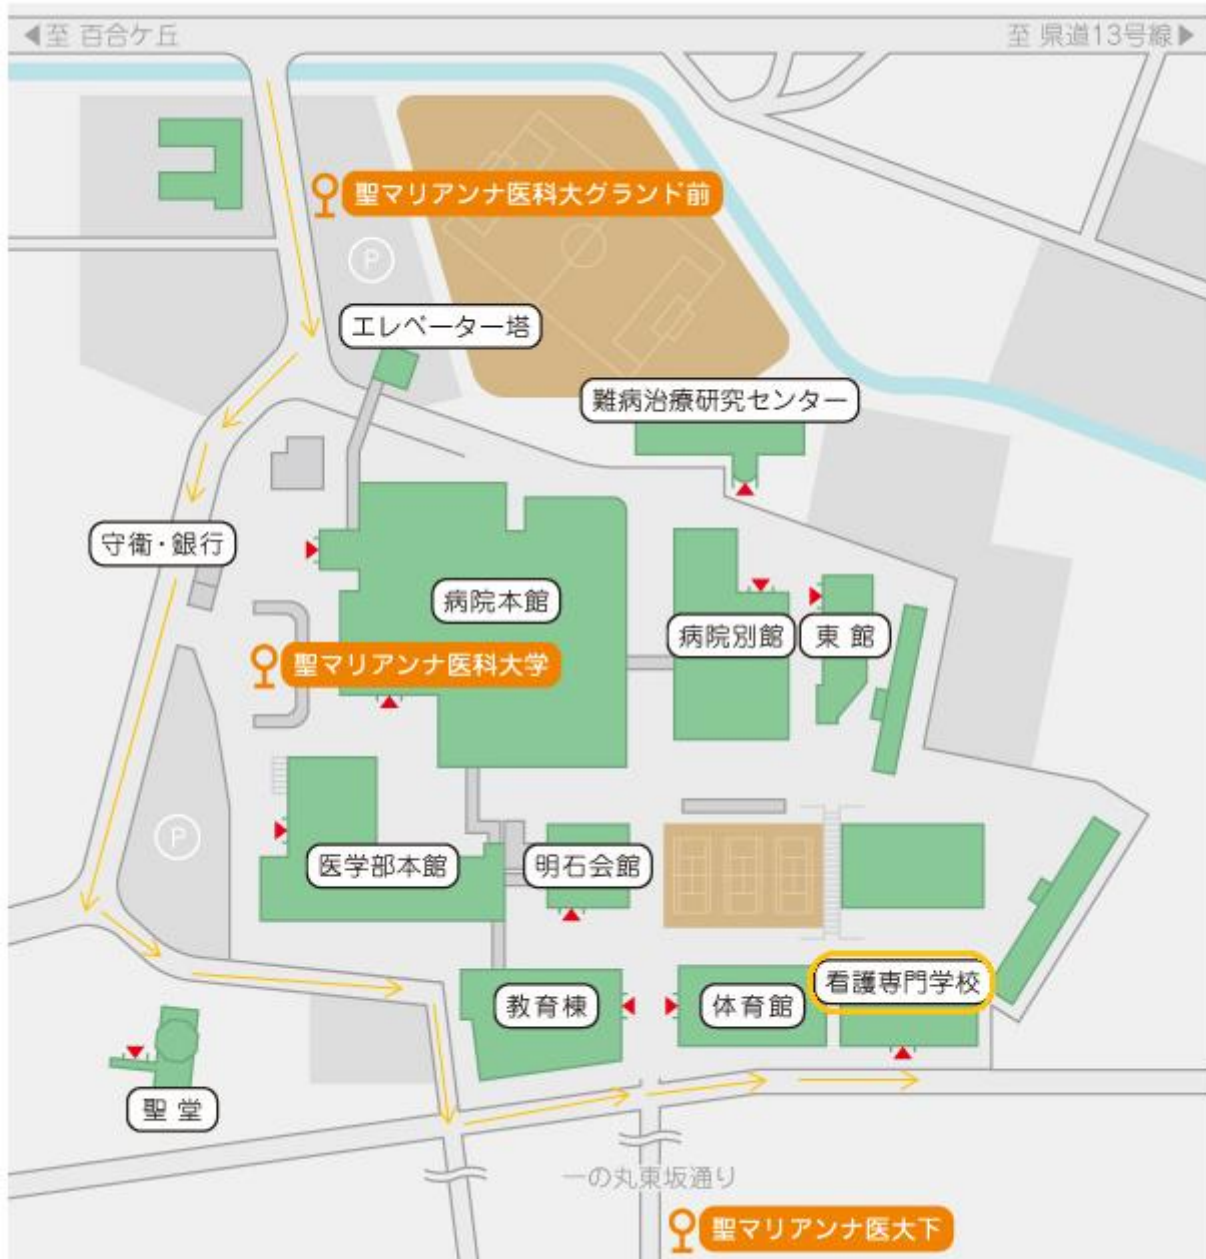 至 百合ケ丘
至 県道13号線
聖マリアンナ医科大グランド前
P
エレベーター塔
難病治療研究センター
守衛・銀行
病院本館
病院別館
東 館
聖マリアンナ医科大学
P
医学部本館
明石会館
看護専門学校
教育棟
体育館
聖 堂
一の丸東坂通り
聖マリアンナ医大下